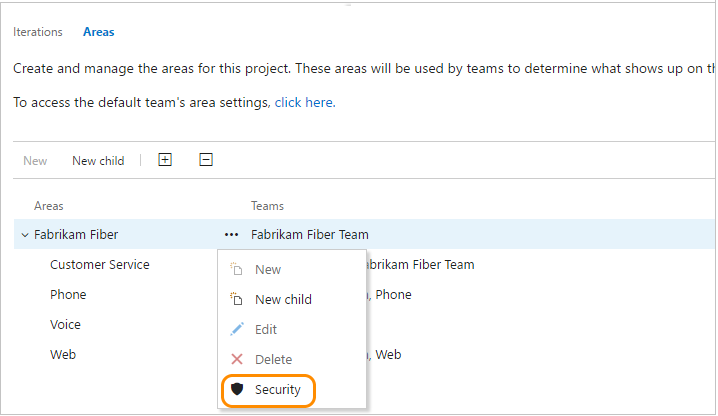 Iterations Areas
Create and manage the areas for this project. These areas will be used by teams to determine what shows up on
To access the default team's area settings, click here.
New New child
Areas Teams
Fabrikam Fiber ••• Fabrikam Fiber Team
Customer Service abrikam Fiber Team
Phone , Phone
Voice
Web , Web
New
New child
Edit
Delete
Security